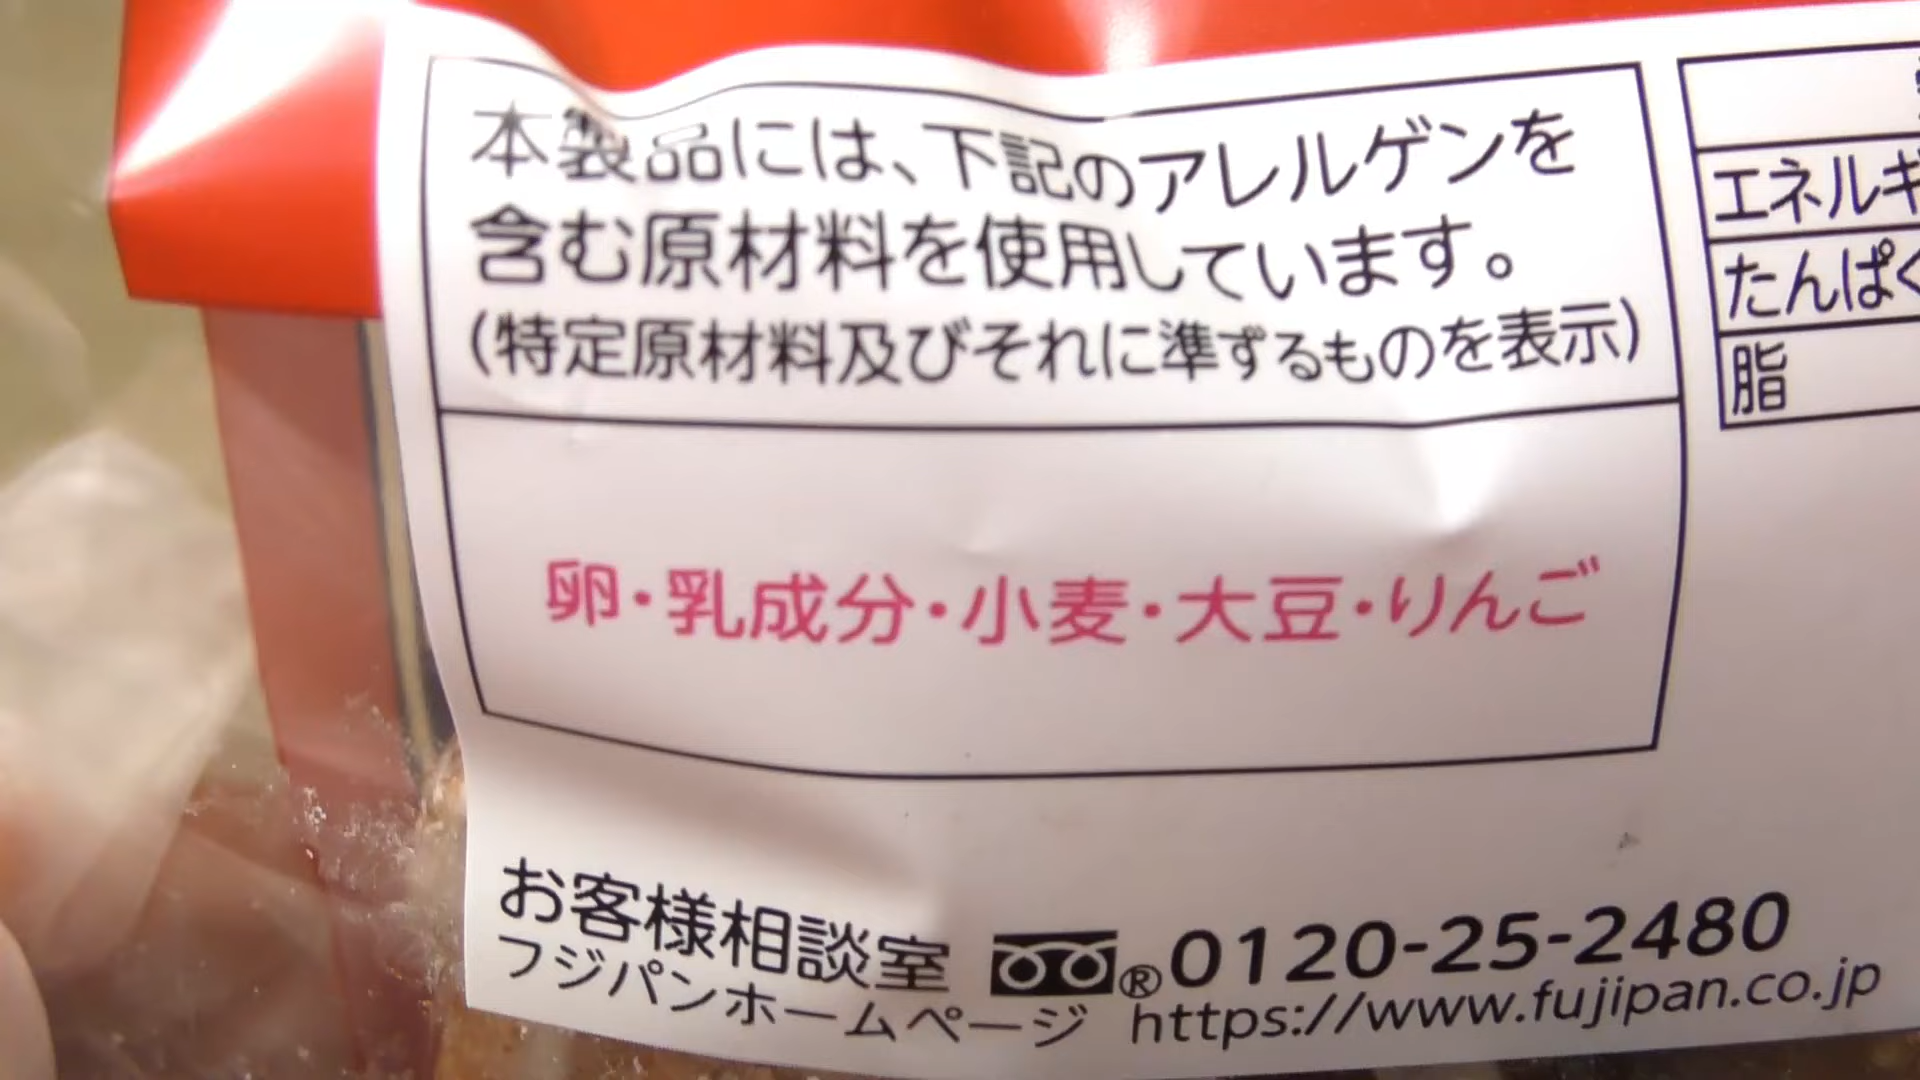 本製品には、下記のアレルゲンを
含む原材料を使用しています。
(特定原材料及びそれに準ずるものを表示)
卵・乳成分・小麦・大豆・りんご
エネルギ
たんぱく
脂
お客様相談室 ®0120-25-2480
フジパンホームページ https://www.fujipan.co.jp